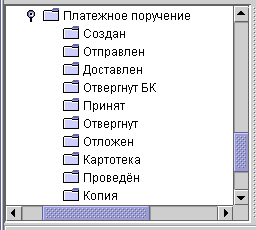 Платежное поручение
Создан
Отправлен
Доставлен
Отвергнут БК
Принят
Отвергнут
Отложен
Картотека
Проведён
Копия